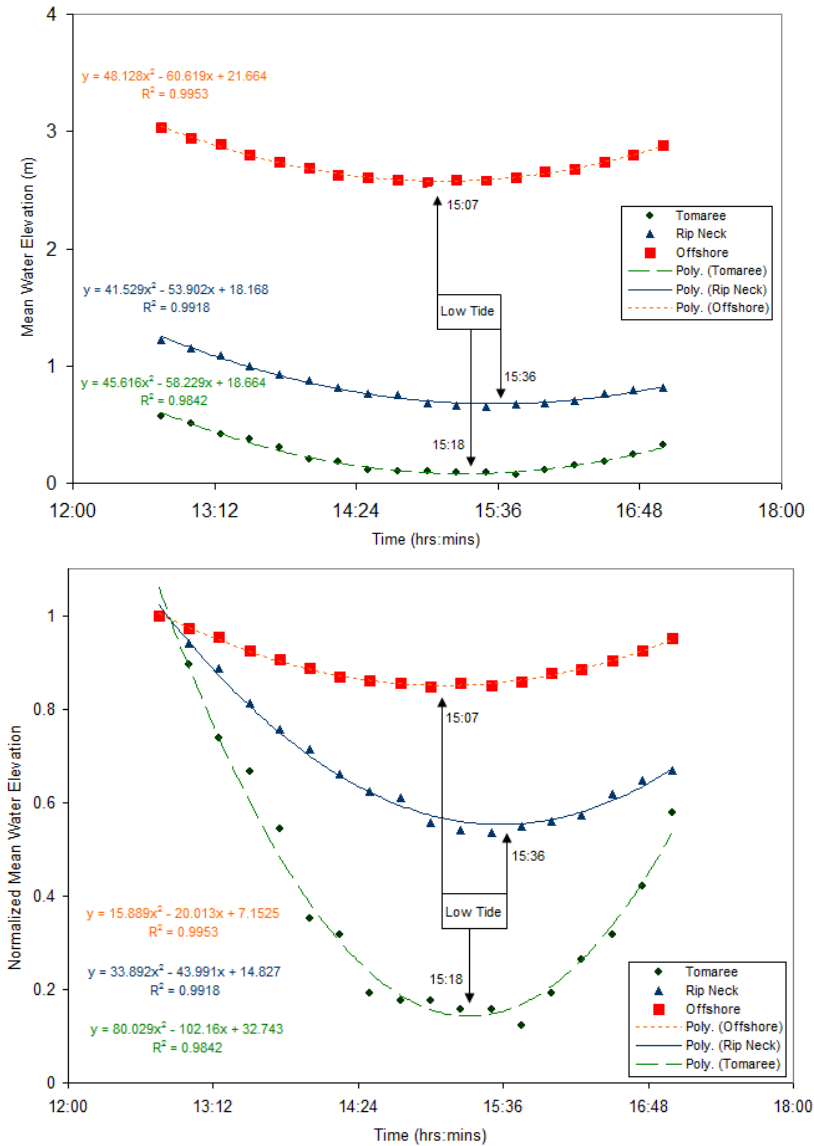 4
3
2
1
0
Mean Water Elevation (m)
y = 48.128x² - 60.619x + 21.664
R² = 0.9953
y = 41.529x² - 53.902x + 18.168
R² = 0.9918
y = 45.616x² - 58.229x + 18.664
R² = 0.9842
15:07
Low Tide
15:36
15:18
Tomaree
Rip Neck
Offshore
Poly. (Tomaree)
Poly. (Rip Neck)
Poly. (Offshore)
12:00 13:12 14:24 15:36 16:48 18:00
Time (hrs:mins)
1
0.8
0.6
0.4
0.2
0
Normalized Mean Water Elevation
15:07
15:36
Low Tide
15:18
y = 15.889x² - 20.013x + 7.1525
R² = 0.9953
y = 33.892x² - 43.991x + 14.827
R² = 0.9918
y = 80.029x² - 102.16x + 32.743
R² = 0.9842
Tomaree
Rip Neck
Offshore
Poly. (Offshore)
Poly. (Rip Neck)
Poly. (Tomaree)
12:00 13:12 14:24 15:36 16:48 18:00
Time (hrs:mins)